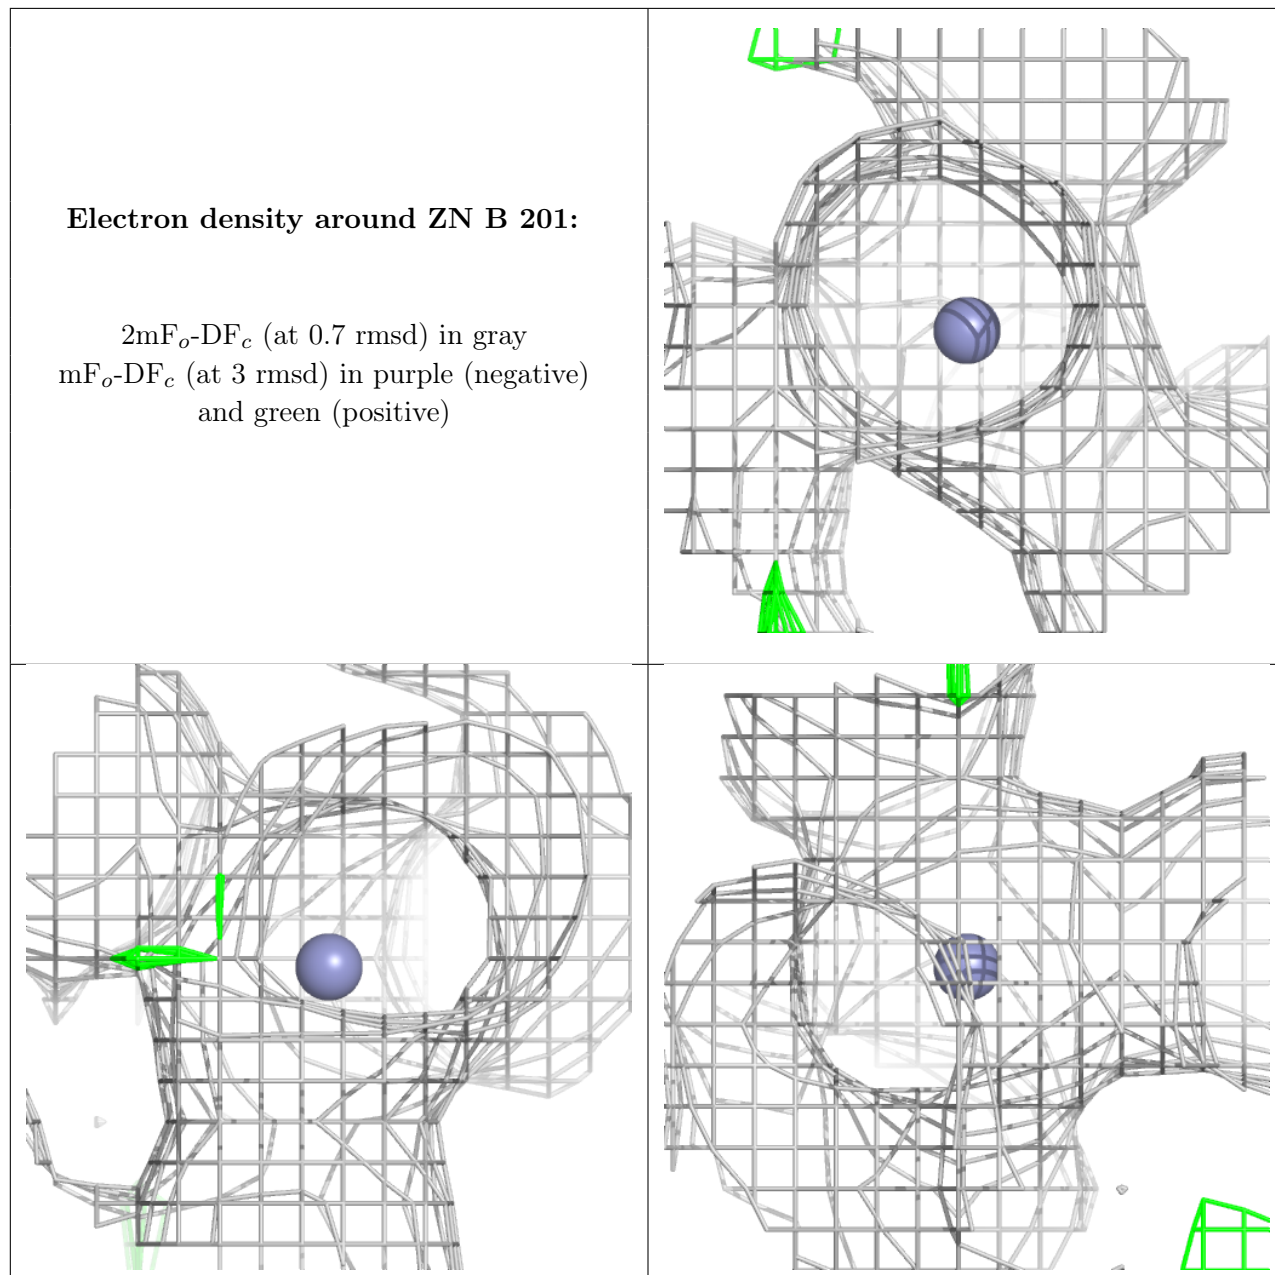 Electron density around ZN B 201:
2mFo-DFc (at 0.7 rmsd) in gray
mFo-DFc (at 3 rmsd) in purple (negative)
and green (positive)